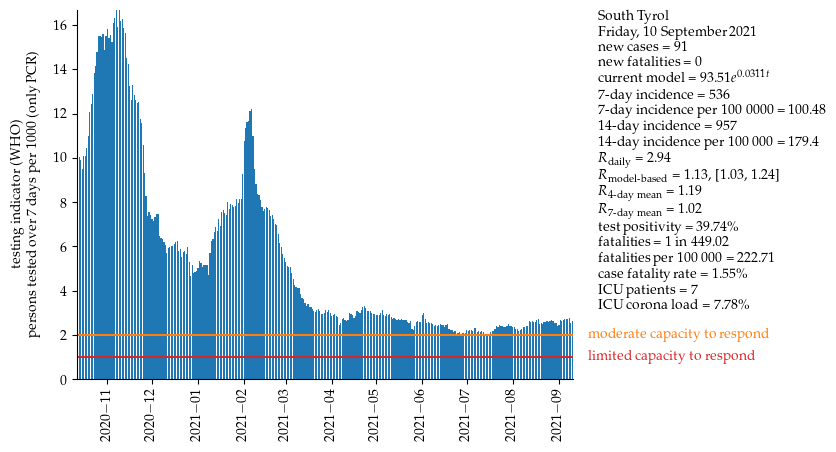 testing indicator (WHO)
persons tested over 7 days per 1000 (only PCR)
16
14
12
10
8
6
4
2
0
2020−11
2020−12
2021−01
2021−02
2021−03
2021−04
2021−05
2021−06
2021−07
2021−08
2021−09
South Tyrol
Friday, 10 September 2021
new cases = 91
new fatalities = 0
current model = 93.51e^0.0311t
7-day incidence = 536
7-day incidence per 100 0000 = 100.48
14-day incidence = 957
14-day incidence per 100 000 = 179.4
R_daily = 2.94
R_model-based = 1.13, [1.03, 1.24]
R_4-day mean = 1.19
R_7-day mean = 1.02
test positivity = 39.74%
fatalities = 1 in 449.02
fatalities per 100 000 = 222.71
case fatality rate = 1.55%
ICU patients = 7
ICU corona load = 7.78%
moderate capacity to respond
limited capacity to respond